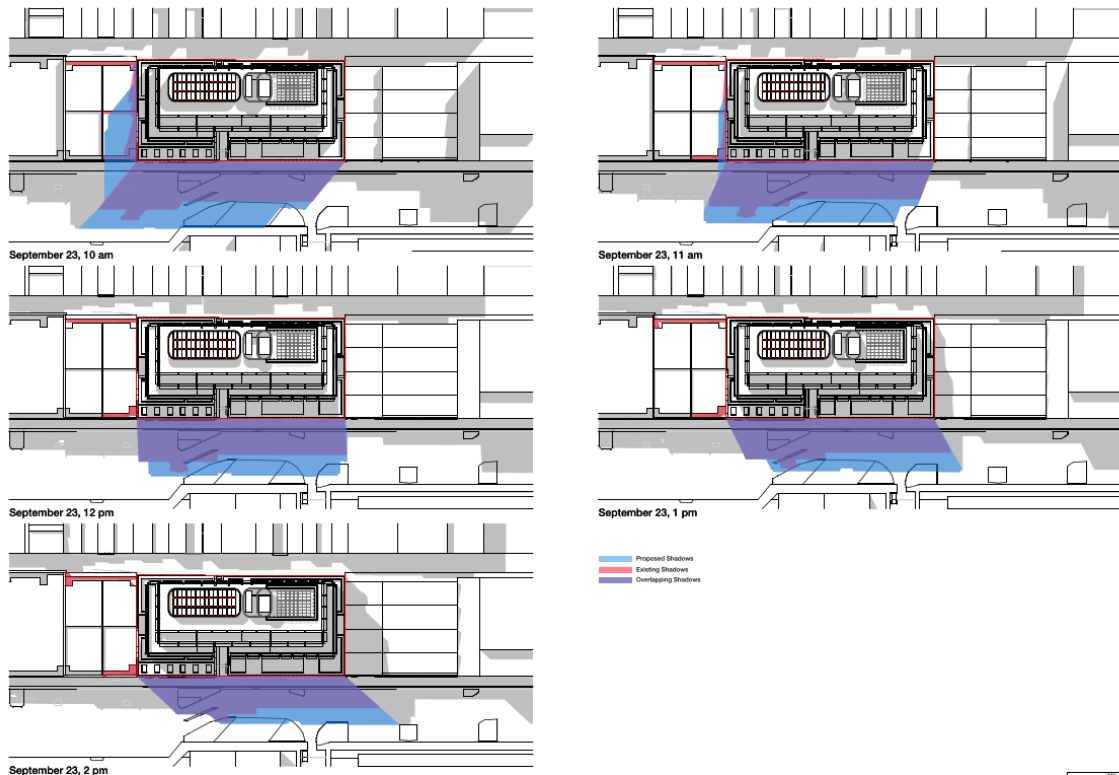 September 23, 10 am
September 23, 11 am
September 23, 12 pm
September 23, 1 pm
Proposed Shadows
Existing Shadows
Overlapping Shadows
September 23, 2 pm